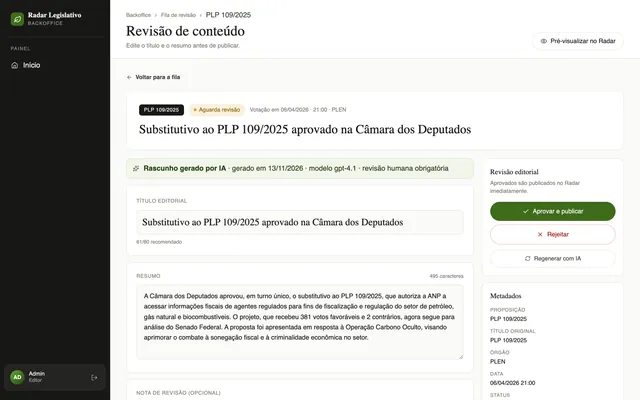 Radar Legislativo
BACKOFFICE
PAINEL
Início
AD
Admin
Editor
Backoffice › Fila de revisão › PLP 109/2025
Revisão de conteúdo
Edite o título e o resumo antes de publicar.
Pré-visualizar no Radar
← Voltar para a fila
PLP 109/2025 Aguarda revisão Votação em 06/04/2026 · 21:00 · PLEN
Substitutivo ao PLP 109/2025 aprovado na Câmara dos Deputados
Rascunho gerado por IA · gerado em 13/11/2026 · modelo gpt-4.1 · revisão humana obrigatória
TÍTULO EDITORIAL
Substitutivo ao PLP 109/2025 aprovado na Câmara dos Deputados
61/80 recomendado
RESUMO 495 caracteres
A Câmara dos Deputados aprovou, em turno único, o substitutivo ao PLP 109/2025, que autoriza a ANP a
acessar informações fiscais de agentes regulados para fins de fiscalização e regulação do setor de petróleo,
gás natural e biocombustíveis. O projeto, que recebeu 381 votos favoráveis e 2 contrários, agora segue para
análise do Senado Federal. A proposta foi apresentada em resposta à Operação Carbono Oculto, visando
aprimorar o combate à sonegação fiscal e à criminalidade econômica no setor.
NOTA DE REVISÃO (OPCIONAL)
Revisão editorial
Aprovados são publicados no Radar
imediatamente.
Aprovar e publicar
Rejeitar
Regenerar com IA
Metadados
PROPOSIÇÃO
PLP 109/2025
TÍTULO ORIGINAL
PLP 109/2025
ÓRGÃO
PLEN
DATA
06/04/2026 21:00
STATUS